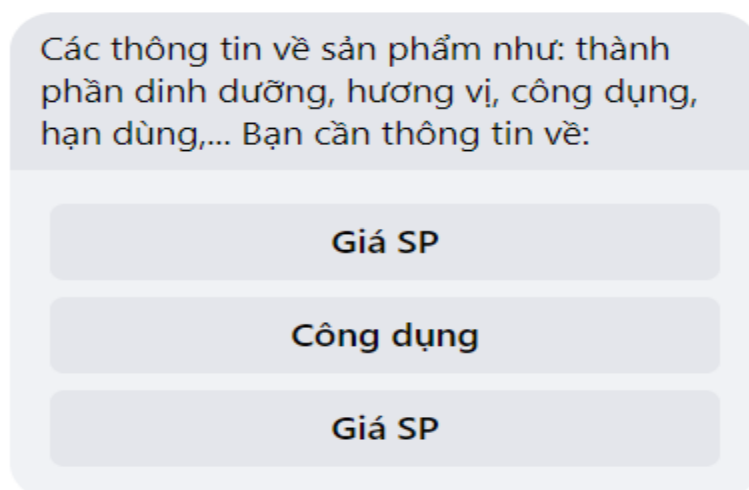 Các thông tin về sản phẩm như: thành
phần dinh dưỡng, hương vị, công dụng,
hạn dùng,... Bạn cần thông tin về:
Giá SP
Công dụng
Giá SP